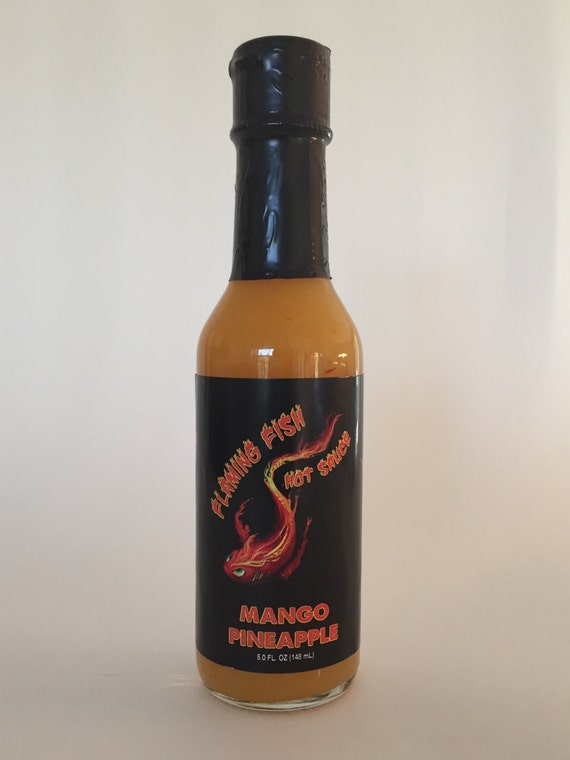 FLAMING FISH
HOT SAUCE
MANGO
PINEAPPLE
5.0 FL. OZ (148 mL)